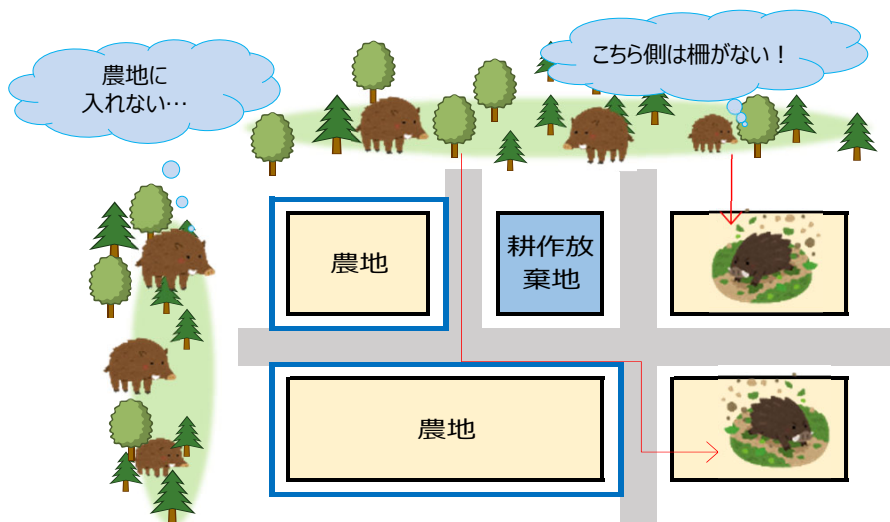 農地に
入れない…
こちら側は柵がない！
農地
耕作放
棄地
農地